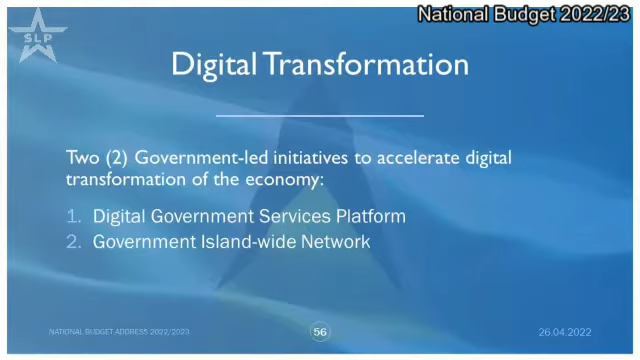 National Budget 2022/23
SLP
Digital Transformation
Two (2) Government-led initiatives to accelerate digital
transformation of the economy:
1. Digital Government Services Platform
2. Government Island-wide Network
NATIONAL BUDGET ADDRESS 2022/2023
56
26.04.2022